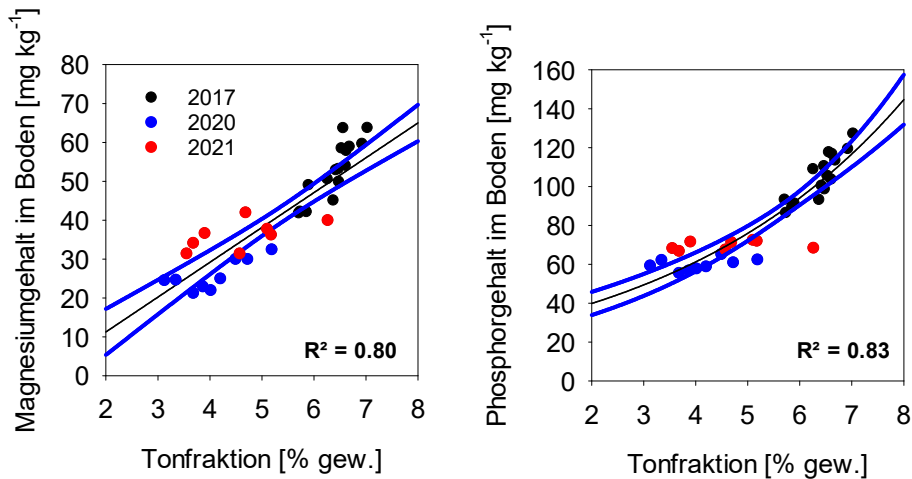 Magnesiumgehalt im Boden [mg kg⁻¹]
80
70
60
50
40
30
20
10
0
2017
2020
2021
R² = 0.80
2 3 4 5 6 7 8
Tonfraktion [% gew.]
Phosphorgehalt im Boden [mg kg⁻¹]
160
140
120
100
80
60
40
20
0
R² = 0.83
2 3 4 5 6 7 8
Tonfraktion [% gew.]